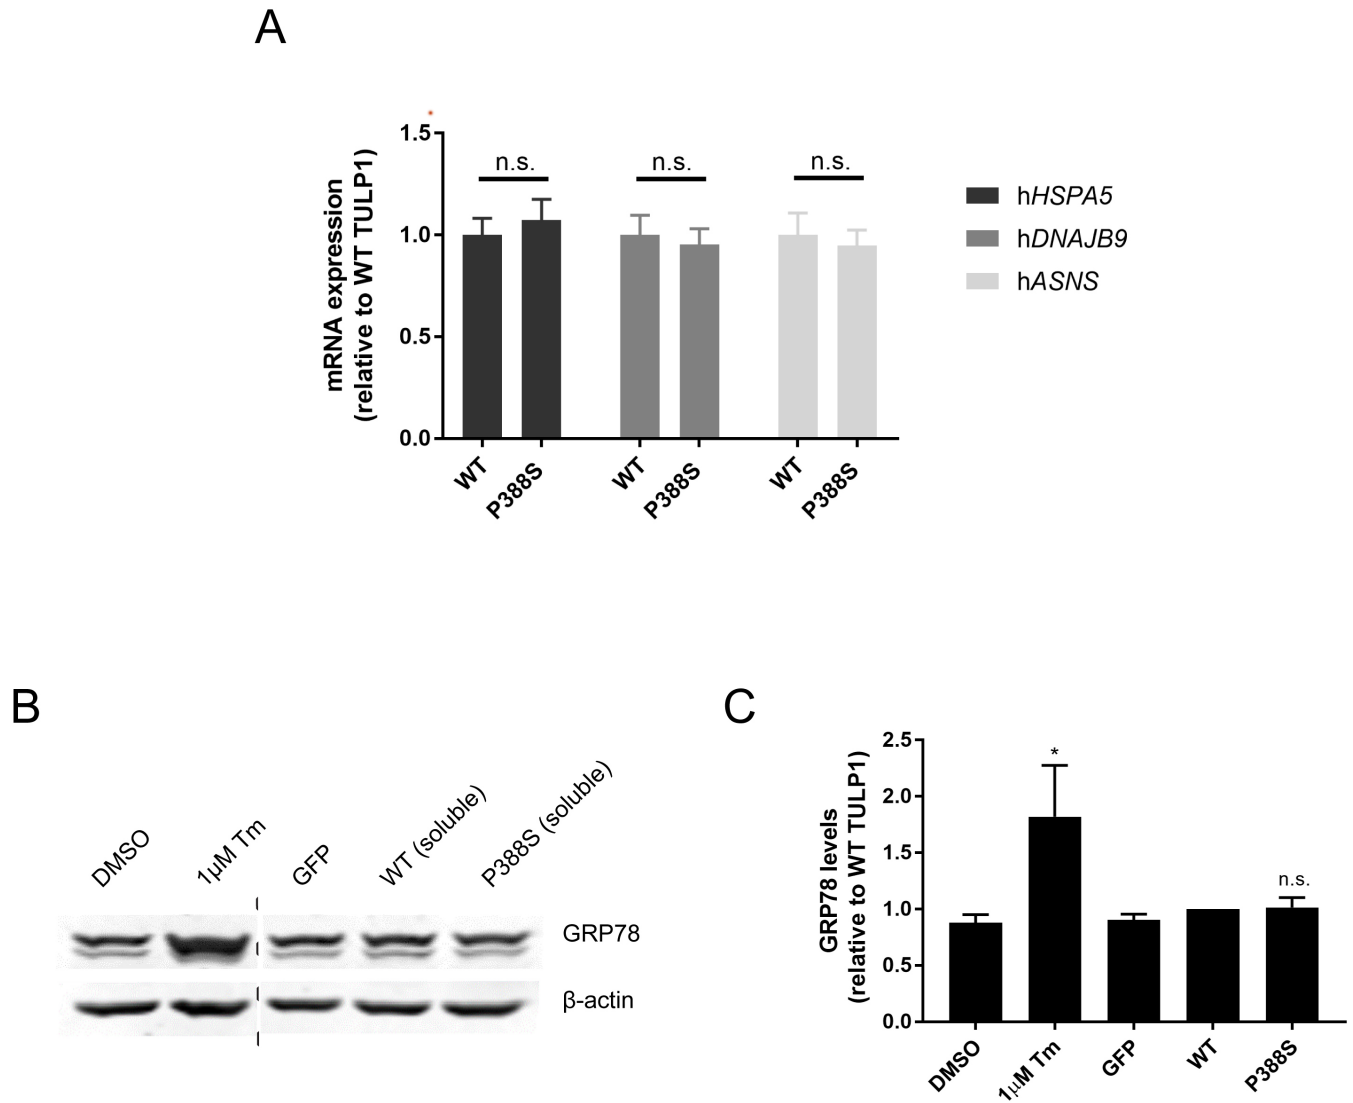 A
mRNA expression
(relative to WT TULP1)
1.5
1.0
0.5
0.0
n.s.
n.s.
n.s.
WT
P388S
WT
P388S
WT
P388S
hHSPA5
hDNAJB9
hASNS
B
DMSO
1µM Tm
GFP
WT (soluble)
P388S (soluble)
GRP78
β-actin
C
GRP78 levels
(relative to WT TULP1)
2.5
2.0
1.5
1.0
0.5
0.0
*
n.s.
DMSO
1µM Tm
GFP
WT
P388S